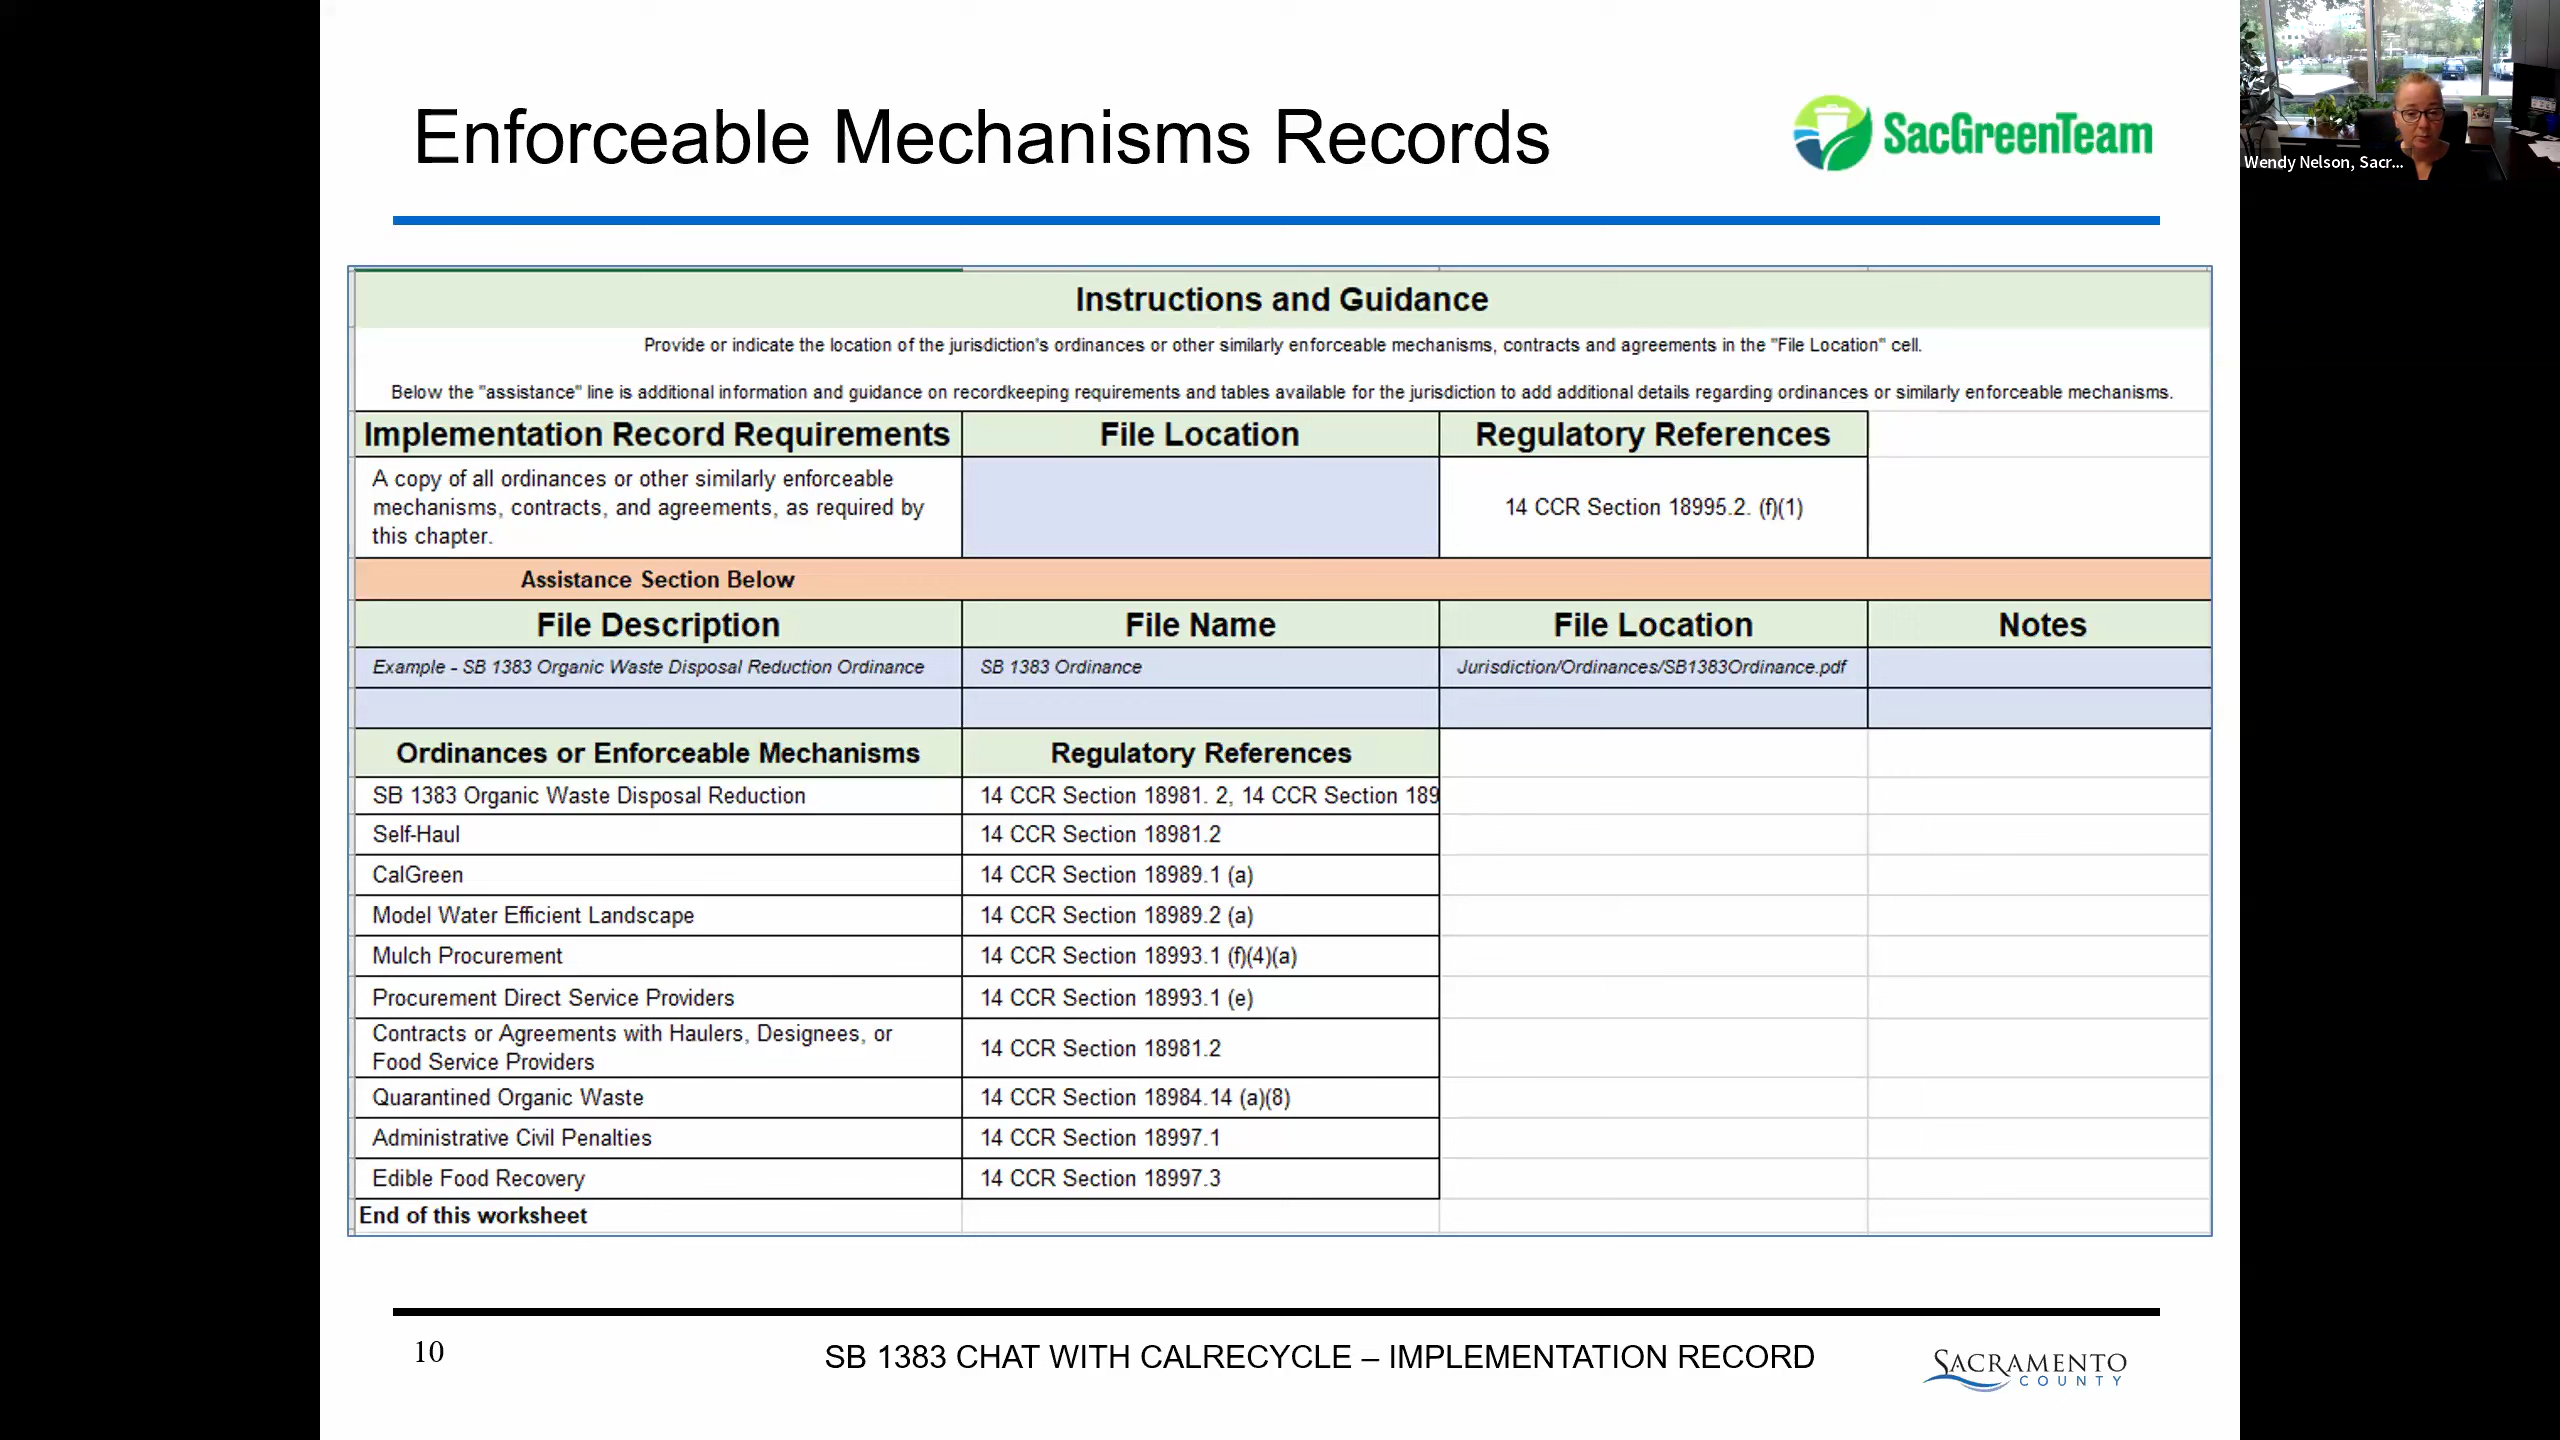 Enforceable Mechanisms Records
SacGreenTeam
Wendy Nelson, Sacr...
Instructions and Guidance
Provide or indicate the location of the jurisdiction's ordinances or other similarly enforceable mechanisms, contracts and agreements in the "File Location" cell.
Below the "assistance" line is additional information and guidance on recordkeeping requirements and tables available for the jurisdiction to add additional details regarding ordinances or similarly enforceable mechanisms.
Implementation Record Requirements File Location Regulatory References
A copy of all ordinances or other similarly enforceable
mechanisms, contracts, and agreements, as required by
this chapter.
14 CCR Section 18995.2. (f)(1)
Assistance Section Below
File Description File Name File Location Notes
Example - SB 1383 Organic Waste Disposal Reduction Ordinance SB 1383 Ordinance Jurisdiction/Ordinances/SB1383Ordinance.pdf
Ordinances or Enforceable Mechanisms Regulatory References
SB 1383 Organic Waste Disposal Reduction 14 CCR Section 18981. 2, 14 CCR Section 189
Self-Haul 14 CCR Section 18981.2
CalGreen 14 CCR Section 18989.1 (a)
Model Water Efficient Landscape 14 CCR Section 18989.2 (a)
Mulch Procurement 14 CCR Section 18993.1 (f)(4)(a)
Procurement Direct Service Providers 14 CCR Section 18993.1 (e)
Contracts or Agreements with Haulers, Designees, or
Food Service Providers
14 CCR Section 18981.2
Quarantined Organic Waste 14 CCR Section 18984.14 (a)(8)
Administrative Civil Penalties 14 CCR Section 18997.1
Edible Food Recovery 14 CCR Section 18997.3
End of this worksheet
10
SB 1383 CHAT WITH CALRECYCLE – IMPLEMENTATION RECORD
SACRAMENTO
COUNTY